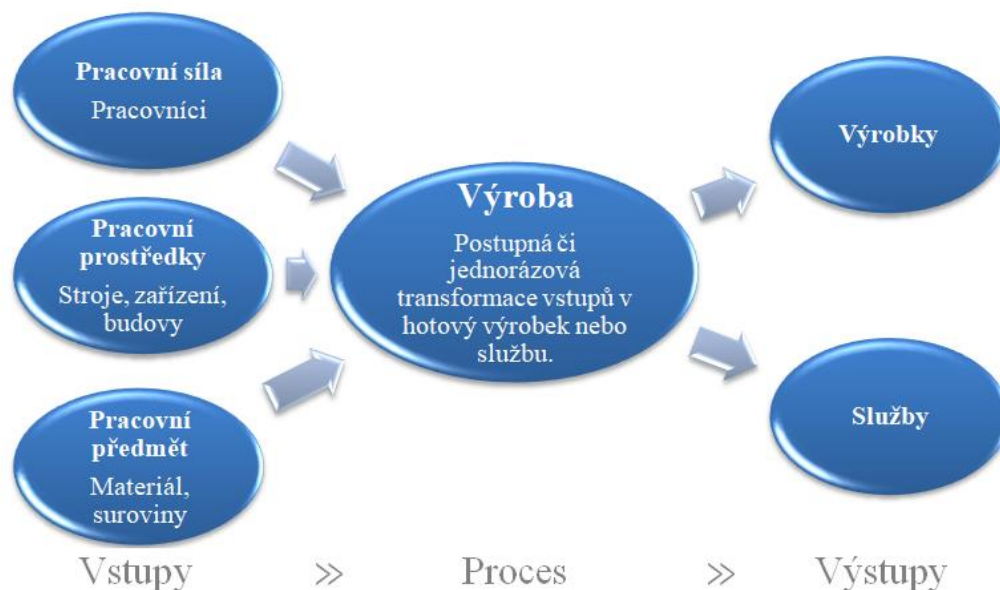 Pracovní síla
Pracovníci
Pracovní
prostředky
Stroje, zařízení,
budovy
Pracovní
předmět
Materiál,
suroviny
Výroba
Postupná či
jednorázová
transformace vstupů v
hotový výrobek nebo
službu.
Výrobky
Služby
Vstupy » Proces » Výstupy